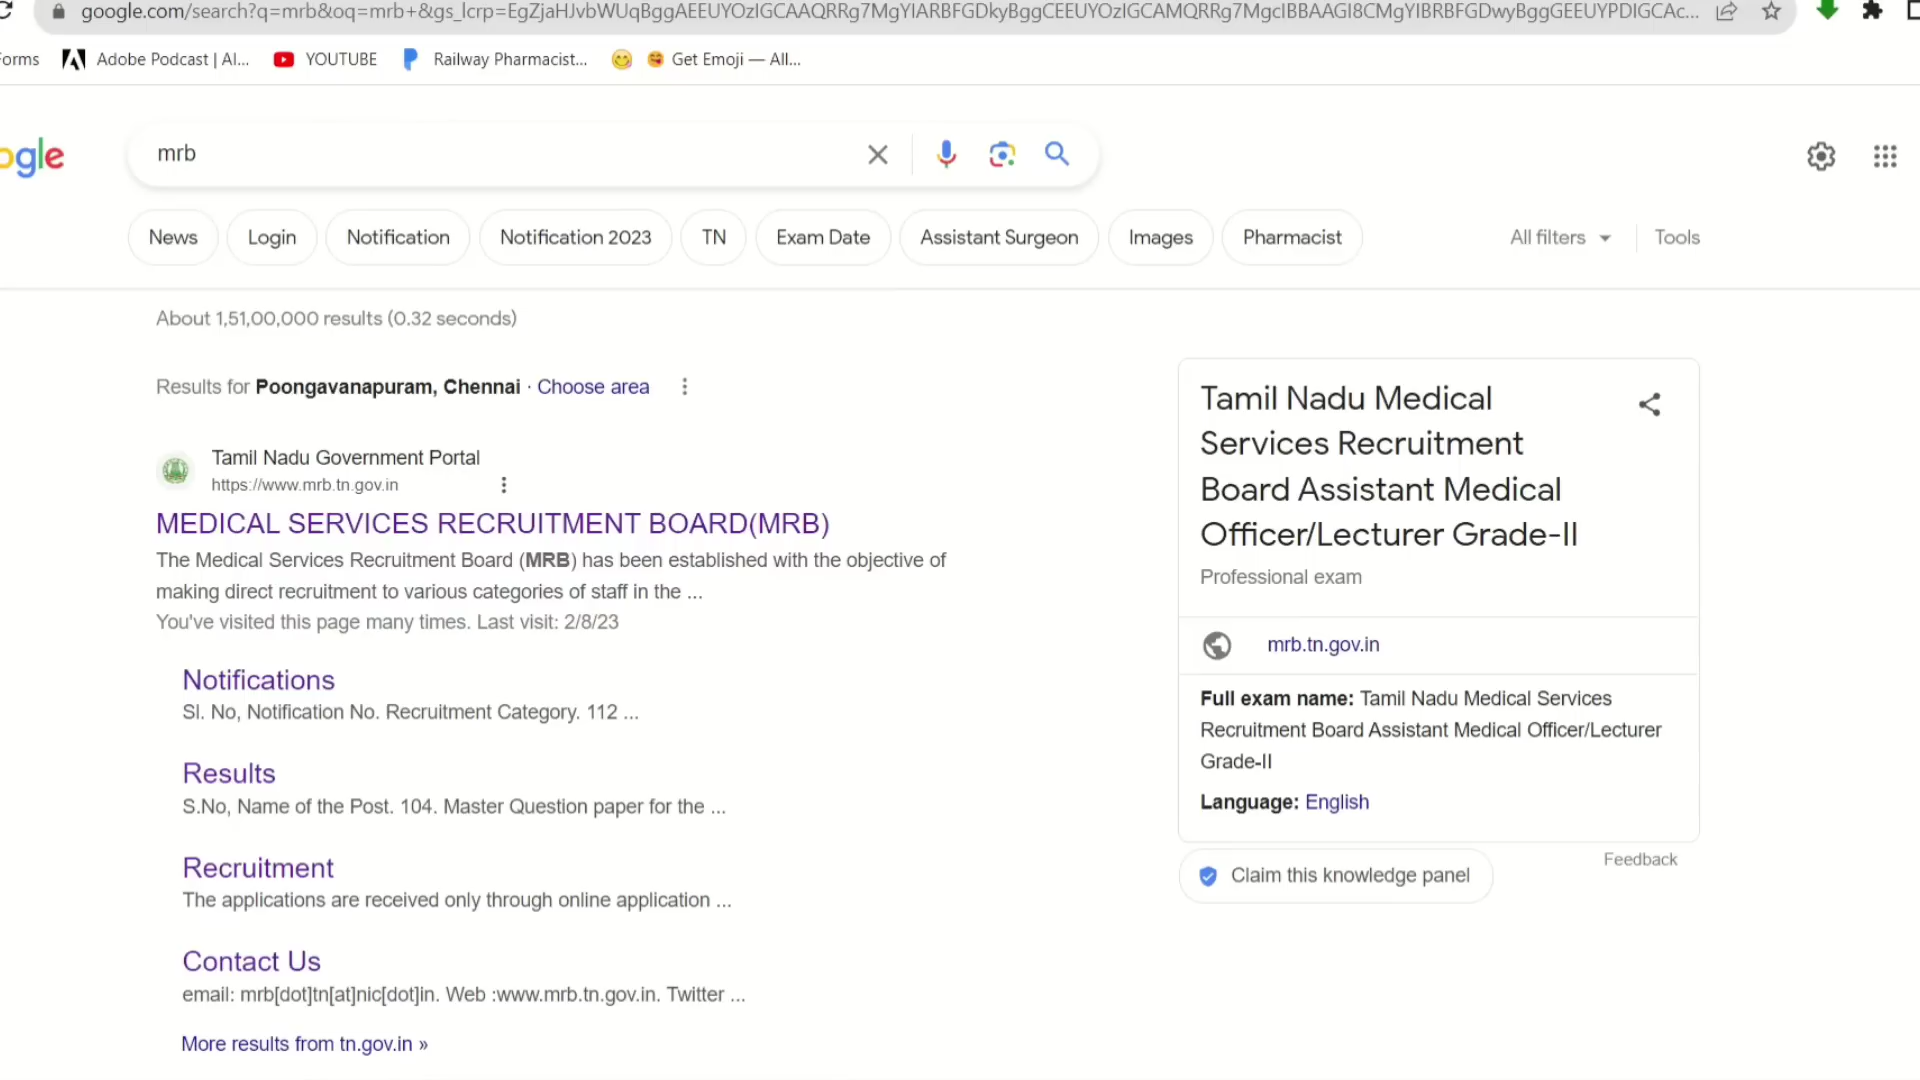 google.com/search?q=mrb&oq=mrb+&gs_lcrp=EgZjaHJvbWUqBggAEEUYOzIGCAAQRRg7MgYIARBFGDkyBggCEEUYOzIGCAMQRRg7MgcIBBAAGI8CMgYIBRBFGDwyBggGEEUYPDIGCAc...
orms Adobe Podcast | AI... YOUTUBE Railway Pharmacist... Get Emoji — All...
ogle mrb
News Login Notification Notification 2023 TN Exam Date Assistant Surgeon Images Pharmacist All filters Tools
About 1,51,00,000 results (0.32 seconds)
Results for Poongavanapuram, Chennai · Choose area
Tamil Nadu Government Portal
https://www.mrb.tn.gov.in
MEDICAL SERVICES RECRUITMENT BOARD(MRB)
The Medical Services Recruitment Board (MRB) has been established with the objective of
making direct recruitment to various categories of staff in the ...
You've visited this page many times. Last visit: 2/8/23
Notifications
Sl. No, Notification No. Recruitment Category. 112 ...
Results
S.No, Name of the Post. 104. Master Question paper for the ...
Recruitment
The applications are received only through online application ...
Contact Us
email: mrb[dot]tn[at]nic[dot]in. Web :www.mrb.tn.gov.in. Twitter ...
More results from tn.gov.in »
Tamil Nadu Medical
Services Recruitment
Board Assistant Medical
Officer/Lecturer Grade-II
Professional exam
mrb.tn.gov.in
Full exam name: Tamil Nadu Medical Services
Recruitment Board Assistant Medical Officer/Lecturer
Grade-II
Language: English
Feedback
Claim this knowledge panel